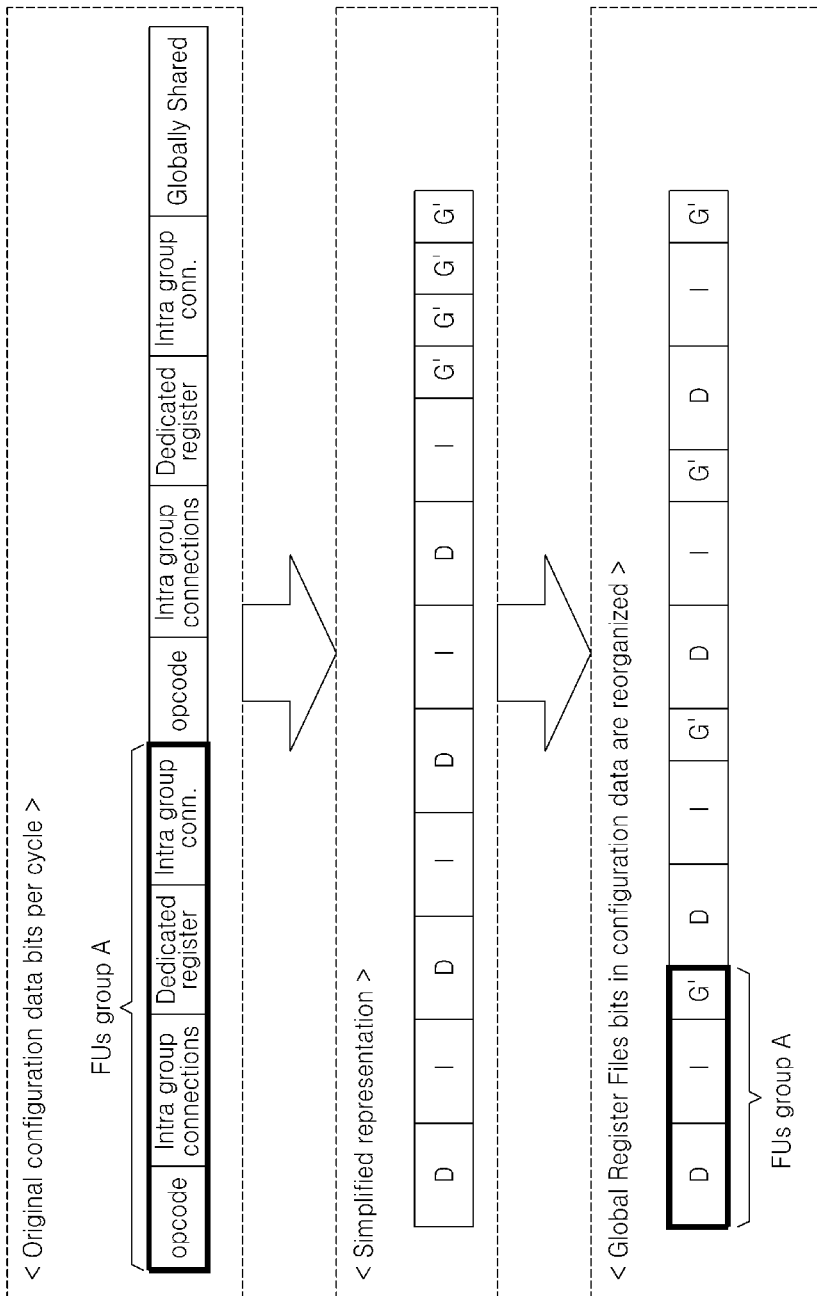 < Original configuration data bits per cycle >
FUs group A
opcode
Intra group
connections
Dedicated
register
Intra group
conn.
opcode
Intra group
connections
Dedicated
register
Intra group
conn.
Globally Shared
< Simplified representation >
D I D I D I D I G' G' G' G'
< Global Register Files bits in configuration data are reorganized >
D I G' D I G' D I G' D I G'
FUs group A